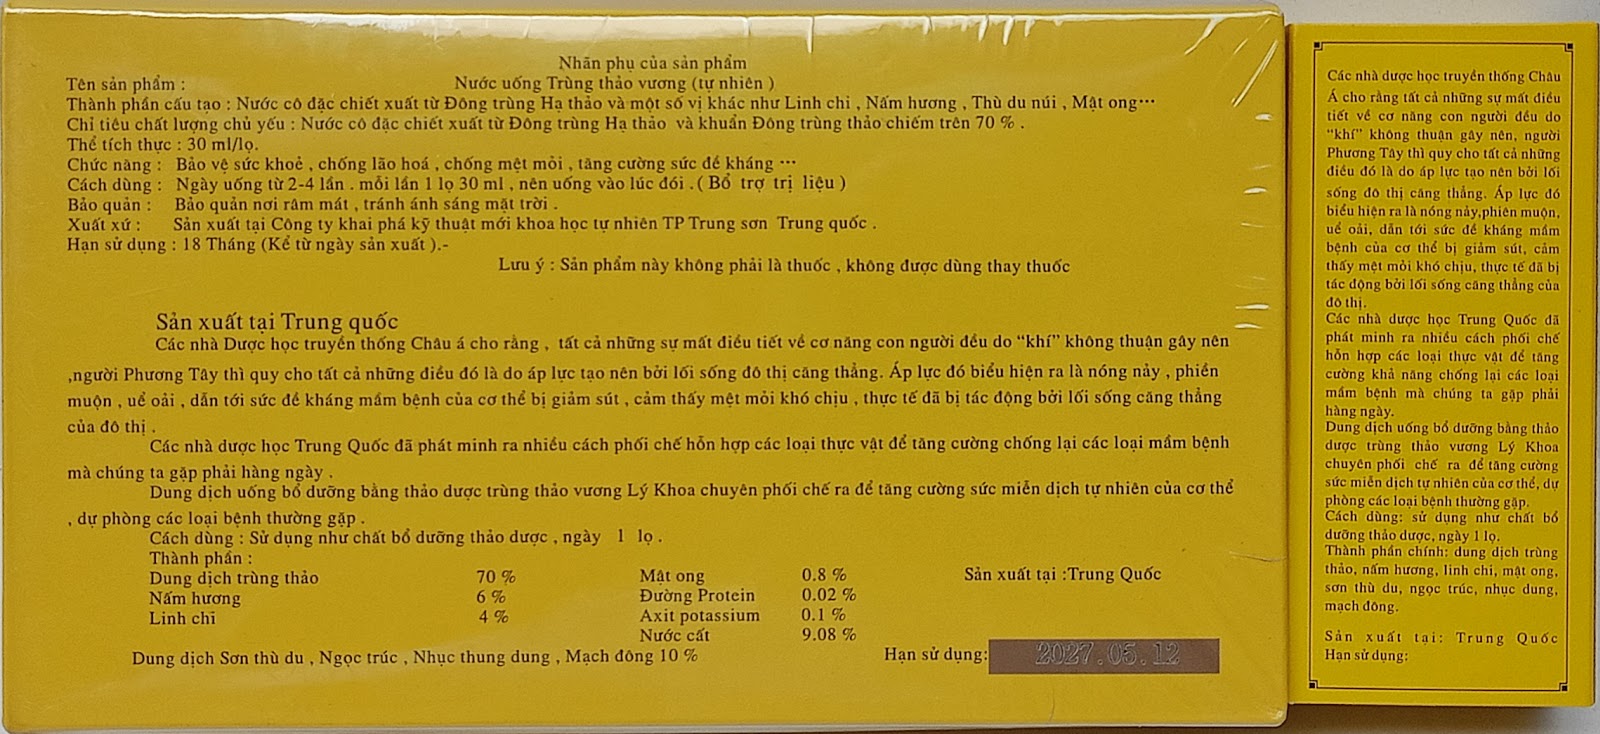 Nhãn phụ của sản phẩm
Tên sản phẩm : Nước uống Trùng thảo vương (tự nhiên )
Thành phần cấu tạo : Nước cô đặc chiết xuất từ Đông trùng Hạ thảo và một số vị khác như Linh chi , Nấm hương , Thù du núi , Mật ong···
Chỉ tiêu chất lượng chủ yếu : Nước cô đặc chiết xuất từ Đông trùng Hạ thảo và khuẩn Đông trùng thảo chiếm trên 70 % .
Thể tích thực : 30 ml/lọ.
Chức năng : Bảo vệ sức khoẻ , chống lão hoá , chống mệt mỏi , tăng cường sức đề kháng ···
Cách dùng : Ngày uống từ 2-4 lần . mỗi lần 1 lọ 30 ml , nên uống vào lúc đói . ( Bổ trợ trị liệu )
Bảo quản : Bảo quản nơi râm mát , tránh ánh sáng mặt trời .
Xuất xứ : Sản xuất tại Công ty khai phá kỹ thuật mới khoa học tự nhiên TP Trung sơn Trung quốc .
Hạn sử dụng : 18 Tháng (Kể từ ngày sản xuất ).-
Lưu ý : Sản phẩm này không phải là thuốc , không được dùng thay thuốc
Sản xuất tại Trung quốc
Các nhà Dược học truyền thống Châu á cho rằng , tất cả những sự mất điều tiết về cơ năng con người đều do “khí” không thuận gây nên
,người Phương Tây thì quy cho tất cả những điều đó là do áp lực tạo nên bởi lối sống đô thị căng thẳng. Áp lực đó biểu hiện ra là nóng nảy , phiền
muộn , uể oải , dẫn tới sức đề kháng mầm bệnh của cơ thể bị giảm sút , cảm thấy mệt mỏi khó chịu , thực tế đã bị tác động bởi lối sống căng thẳng
của đô thị .
Các nhà dược học Trung Quốc đã phát minh ra nhiều cách phối chế hỗn hợp các loại thực vật để tăng cường chống lại các loại mầm bệnh
mà chúng ta gặp phải hàng ngày .
Dung dịch uống bổ dưỡng bằng thảo dược trùng thảo vương Lý Khoa chuyên phối chế ra để tăng cường sức miễn dịch tự nhiên của cơ thể
, dự phòng các loại bệnh thường gặp .
Cách dùng : Sử dụng như chất bổ dưỡng thảo dược , ngày 1 lọ .
Thành phần :
Dung dịch trùng thảo 70 % Mật ong 0.8 % Sản xuất tại :Trung Quốc
Nấm hương 6 % Đường Protein 0.02 %
Linh chi 4 % Axit potassium 0.1 %
Nước cất 9.08 %
Dung dịch Sơn thù du , Ngọc trúc , Nhục thung dung , Mạch đông 10 % Hạn sử dụng: 2027.05.12
Các nhà dược học truyền thống Châu
Á cho rằng tất cả những sự mất điều
tiết về cơ năng con người đều do
“khí” không thuận gây nên, người
Phương Tây thì quy cho tất cả những
điều đó là do áp lực tạo nên bởi lối
sống đô thị căng thẳng. Áp lực đó
biểu hiện ra là nóng nảy,phiên muộn,
uể oải, dẫn tới sức đề kháng mầm
bệnh của cơ thể bị giảm sút, cảm
thấy mệt mỏi khó chịu, thực tế đã bị
tác động bởi lối sống căng thẳng của
đô thị.
Các nhà dược học Trung Quốc đã
phát minh ra nhiều cách phối chế
hỗn hợp các loại thực vật để tăng
cường khả năng chống lại các loại
mầm bệnh mà chúng ta gặp phải
hàng ngày.
Dung dịch uống bổ dưỡng bằng thảo
dược trùng thảo vương Lý Khoa
chuyên phối chế ra để tăng cường
sức miễn dịch tự nhiên của cơ thể, dự
phòng các loại bệnh thường gặp.
Cách dùng: sử dụng như chất bổ
dưỡng thảo dược, ngày 1 lọ.
Thành phần chính: dung dịch trùng
thảo, nấm hương, linh chi, mật ong,
sơn thù du, ngọc trúc, nhục dung,
mạch đông.
Sản xuất tại: Trung Quốc
Hạn sử dụng: